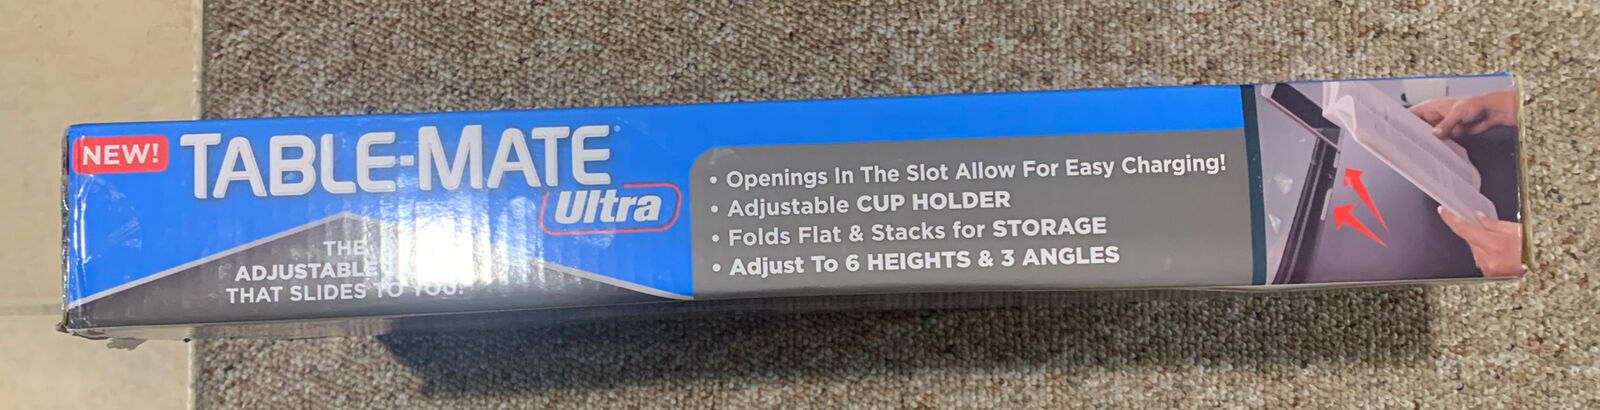 NEW!
TABLE-MATE
Ultra
THE
ADJUSTABLE
THAT SLIDES TO YOU!
• Openings In The Slot Allow For Easy Charging!
• Adjustable CUP HOLDER
• Folds Flat & Stacks for STORAGE
• Adjust To 6 HEIGHTS & 3 ANGLES